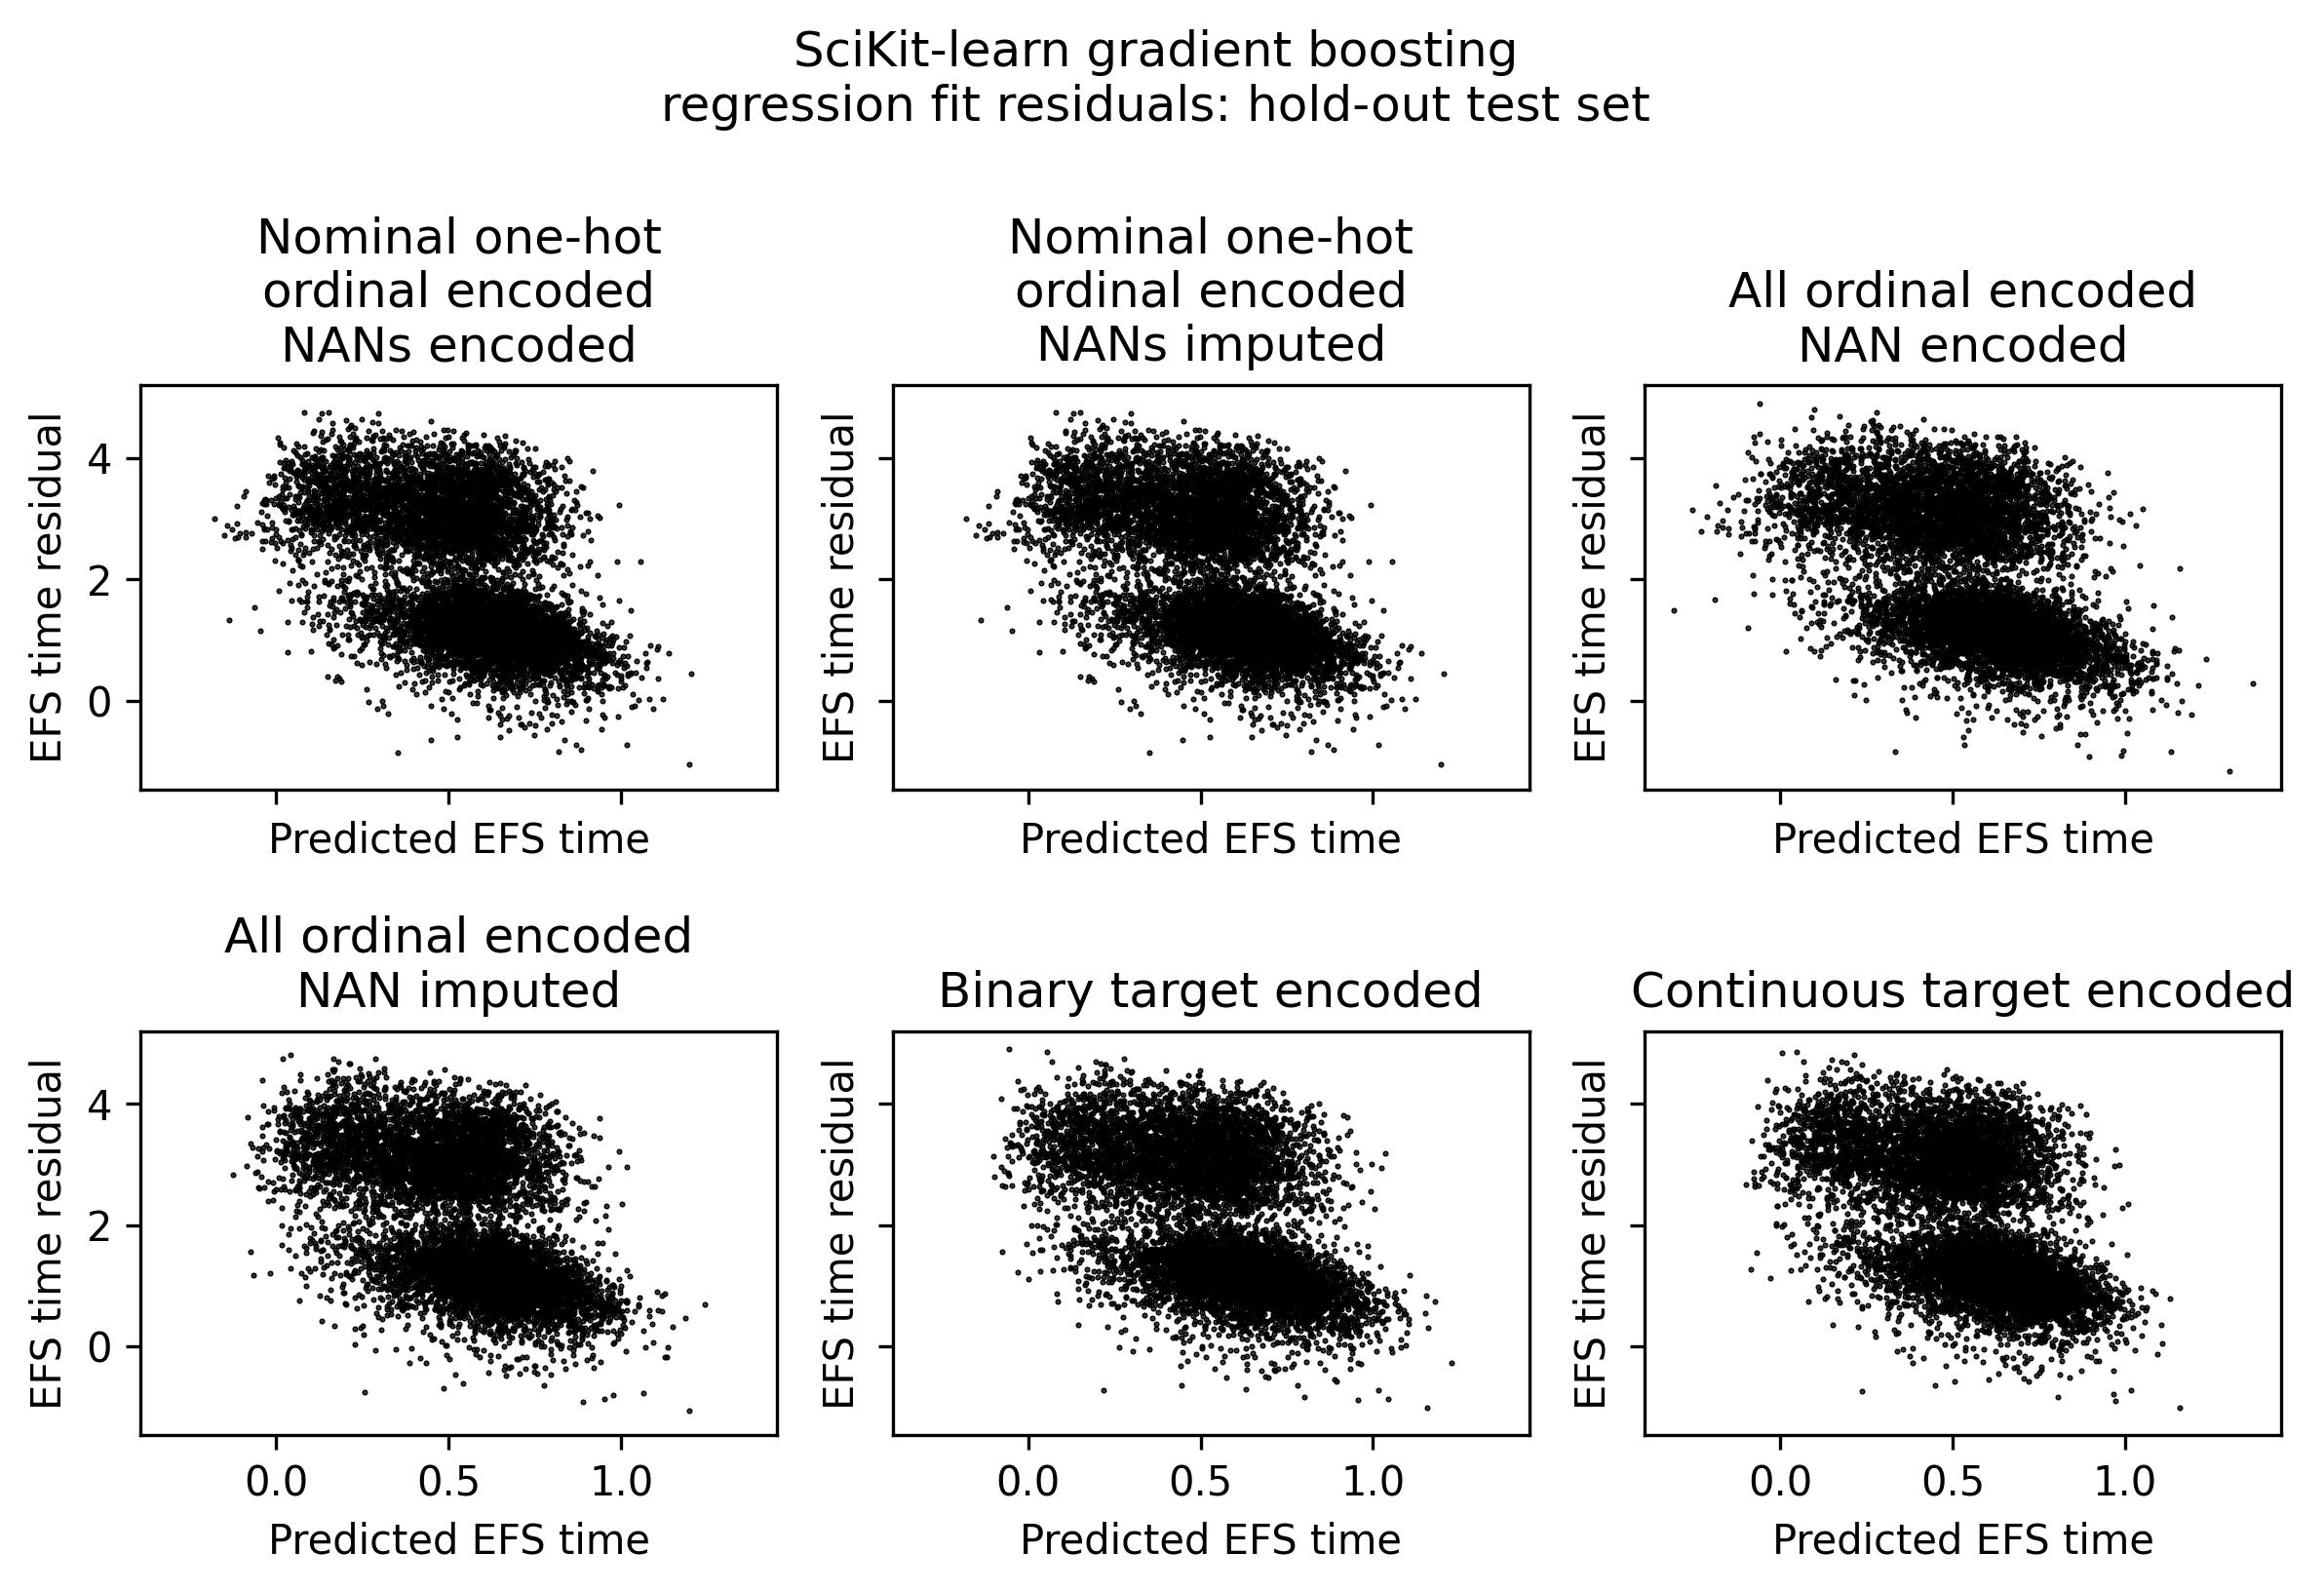 SciKit-learn gradient boosting
regression fit residuals: hold-out test set
Nominal one-hot
ordinal encoded
NANs encoded
EFS time residual
4
2
0
Predicted EFS time
Nominal one-hot
ordinal encoded
NANs imputed
EFS time residual
Predicted EFS time
All ordinal encoded
NAN encoded
EFS time residual
Predicted EFS time
All ordinal encoded
NAN imputed
EFS time residual
4
2
0
0.0 0.5 1.0
Predicted EFS time
Binary target encoded
EFS time residual
0.0 0.5 1.0
Predicted EFS time
Continuous target encoded
EFS time residual
0.0 0.5 1.0
Predicted EFS time